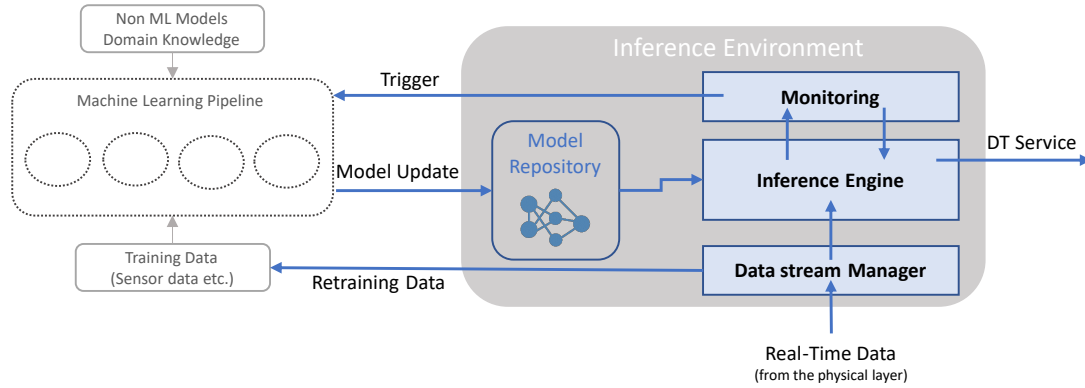 Non ML Models
Domain Knowledge
Inference Environment
Trigger
Machine Learning Pipeline
Monitoring
Model
Repository
DT Service
Model Update
Inference Engine
Training Data
(Sensor data etc.)
Data stream Manager
Retraining Data
Real-Time Data
(from the physical layer)